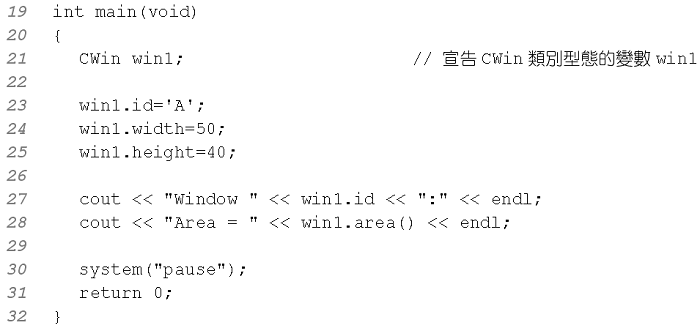 19 int main(void)
20 {
21 CWin win1; // 宣告 CWin 類別型態的變數 win1
22
23 win1.id='A';
24 win1.width=50;
25 win1.height=40;
26
27 cout << "Window " << win1.id << ":" << endl;
28 cout << "Area = " << win1.area() << endl;
29
30 system("pause");
31 return 0;
32 }